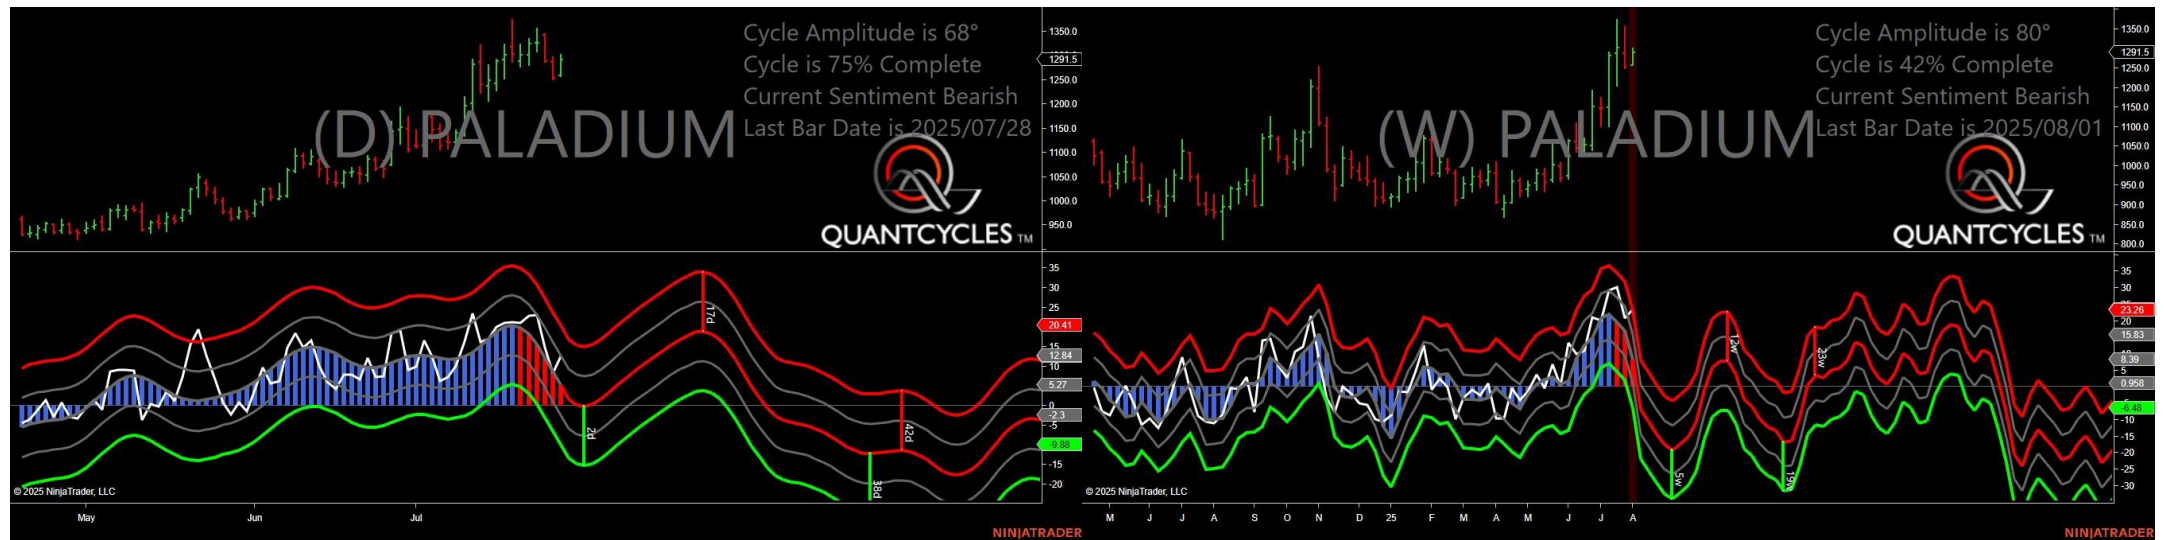 Cycle Amplitude is 68°
Cycle is 75% Complete
Current Sentiment Bearish
Last Bar Date is 2025/07/28
(D) PALADIUM
QUANTCYCLES TM
1350.0
1291.5
1250.0
1200.0
1150.0
1100.0
1050.0
1000.0
950.0
35
30
25
20.41
15
12.84
10
5.27
0
-2.3
-5
-9.88
-15
-20
17d
2d
42d
38d
© 2025 NinjaTrader, LLC
May Jun Jul
NINJATRADER
Cycle Amplitude is 80°
Cycle is 42% Complete
Current Sentiment Bearish
Last Bar Date is 2025/08/01
(W) PALADIUM
QUANTCYCLES TM
1350.0
1291.5
1250.0
1200.0
1150.0
1100.0
1050.0
1000.0
950.0
900.0
850.0
800.0
35
30
23.26
20
15.83
8.39
5
0.958
-6.48
-10
-15
-20
-25
-30
12w
23w
5w
19w
© 2025 NinjaTrader, LLC
M J J A S O N D 25 F M A M J J A
NINJATRADER